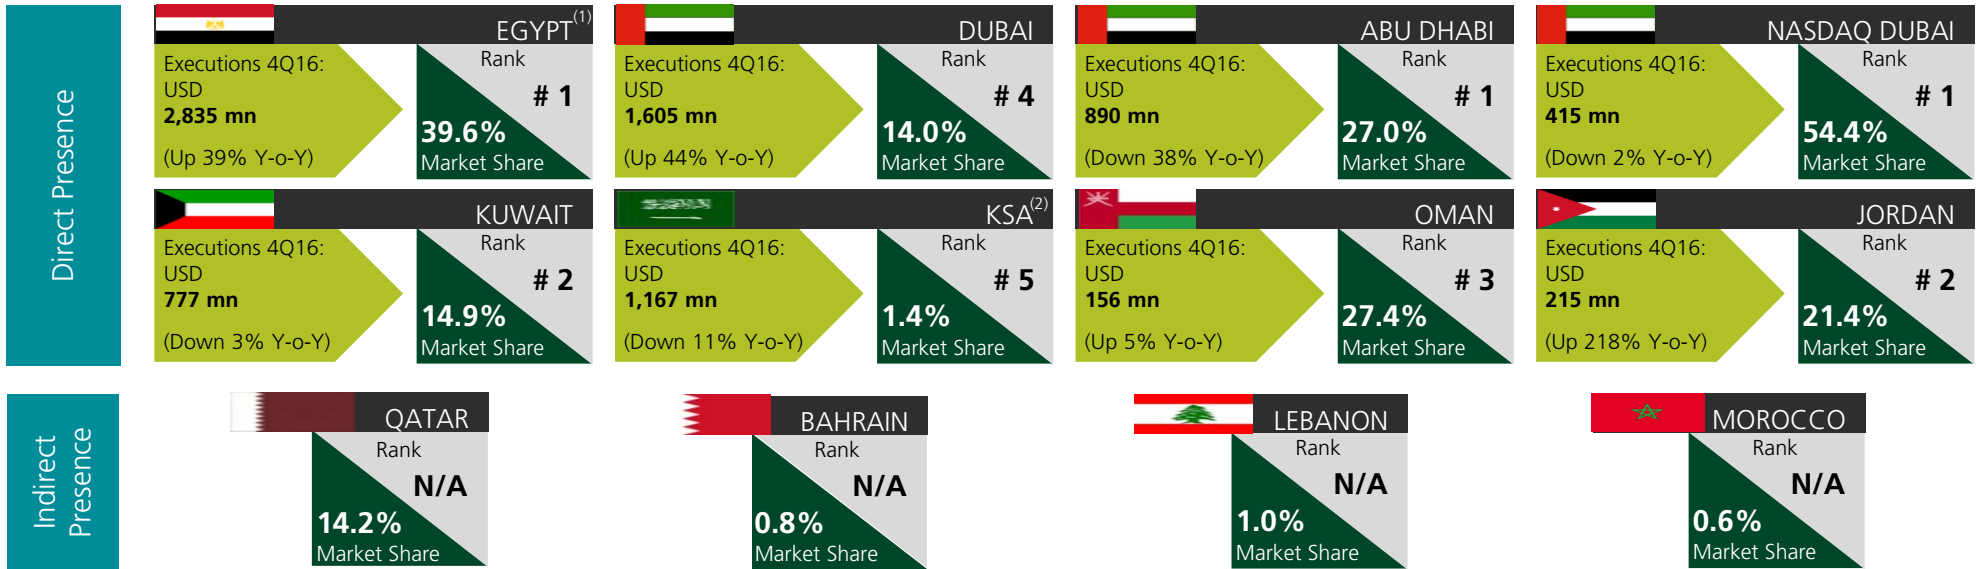 Direct Presence
EGYPT(1)
Executions 4Q16:
USD
2,835 mn
(Up 39% Y-o-Y)
Rank
# 1
39.6%
Market Share
DUBAI
Executions 4Q16:
USD
1,605 mn
(Up 44% Y-o-Y)
Rank
# 4
14.0%
Market Share
ABU DHABI
Executions 4Q16:
USD
890 mn
(Down 38% Y-o-Y)
Rank
# 1
27.0%
Market Share
NASDAQ DUBAI
Executions 4Q16:
USD
415 mn
(Down 2% Y-o-Y)
Rank
# 1
54.4%
Market Share
KUWAIT
Executions 4Q16:
USD
777 mn
(Down 3% Y-o-Y)
Rank
# 2
14.9%
Market Share
KSA(2)
Executions 4Q16:
USD
1,167 mn
(Down 11% Y-o-Y)
Rank
# 5
1.4%
Market Share
OMAN
Executions 4Q16:
USD
156 mn
(Up 5% Y-o-Y)
Rank
# 3
27.4%
Market Share
JORDAN
Executions 4Q16:
USD
215 mn
(Up 218% Y-o-Y)
Rank
# 2
21.4%
Market Share
Indirect
Presence
QATAR
Rank
N/A
14.2%
Market Share
BAHRAIN
Rank
N/A
0.8%
Market Share
LEBANON
Rank
N/A
1.0%
Market Share
MOROCCO
Rank
N/A
0.6%
Market Share